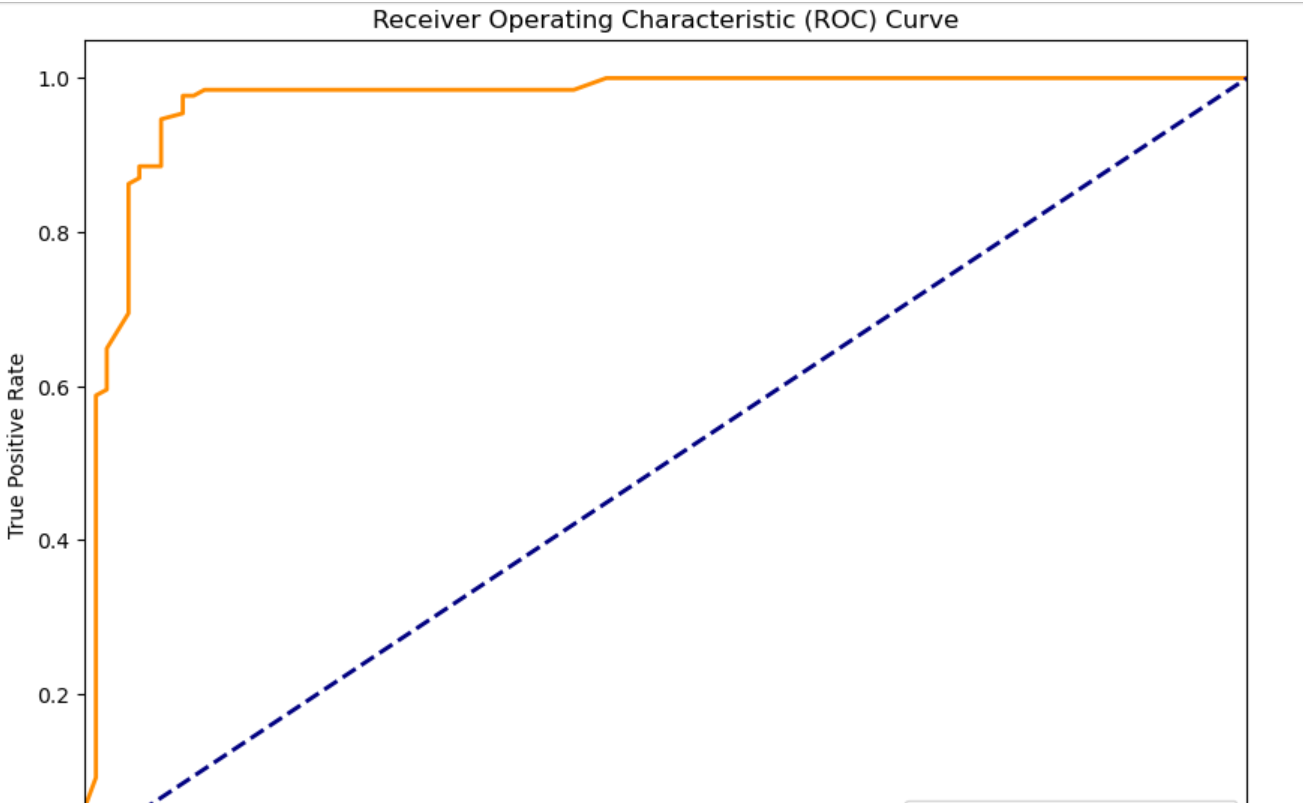 Receiver Operating Characteristic (ROC) Curve
1.0
0.8
0.6
0.4
0.2
True Positive Rate